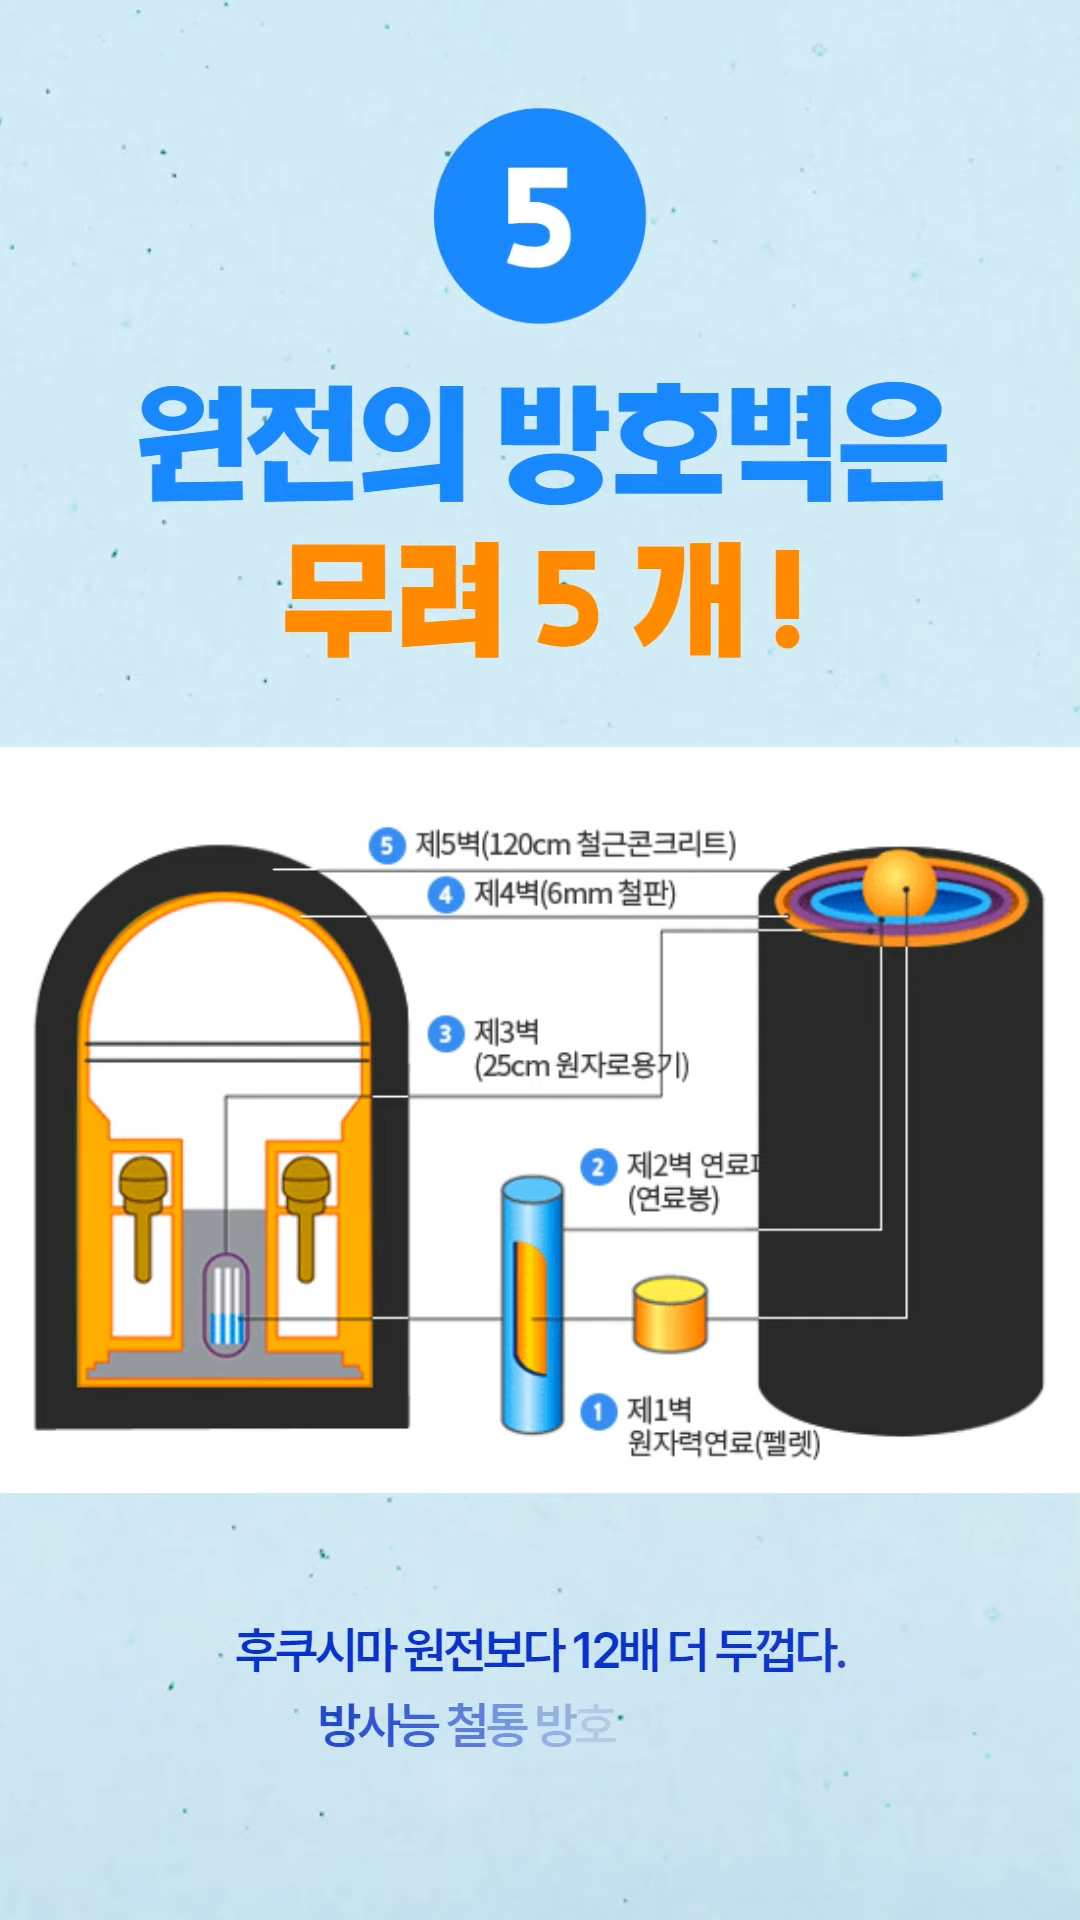 5
원전의 방호벽은
무려 5개!
5 제5벽(120cm 철근콘크리트)
4 제4벽(6mm 철판)
3 제3벽
(25cm 원자로용기)
2 제2벽
(연료봉)
1 제1벽
원자력연료(펠렛)
후쿠시마 원전보다 12배 더 두껍다.
방사능 철통 방호